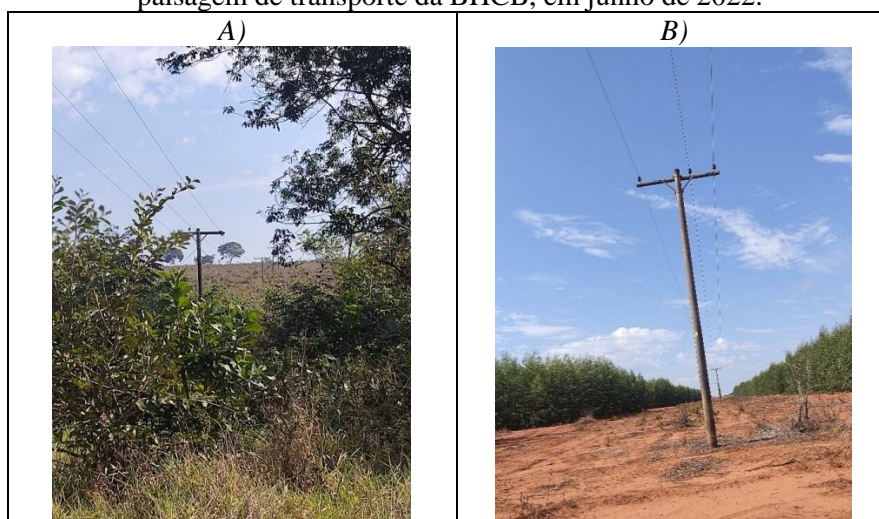 paisagem de transporte da BHCB, em junho de 2022.
A)
B)